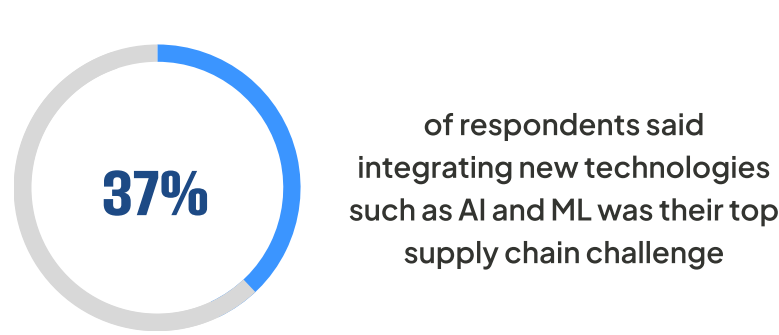 37%
of respondents said
integrating new technologies
such as AI and ML was their top
supply chain challenge